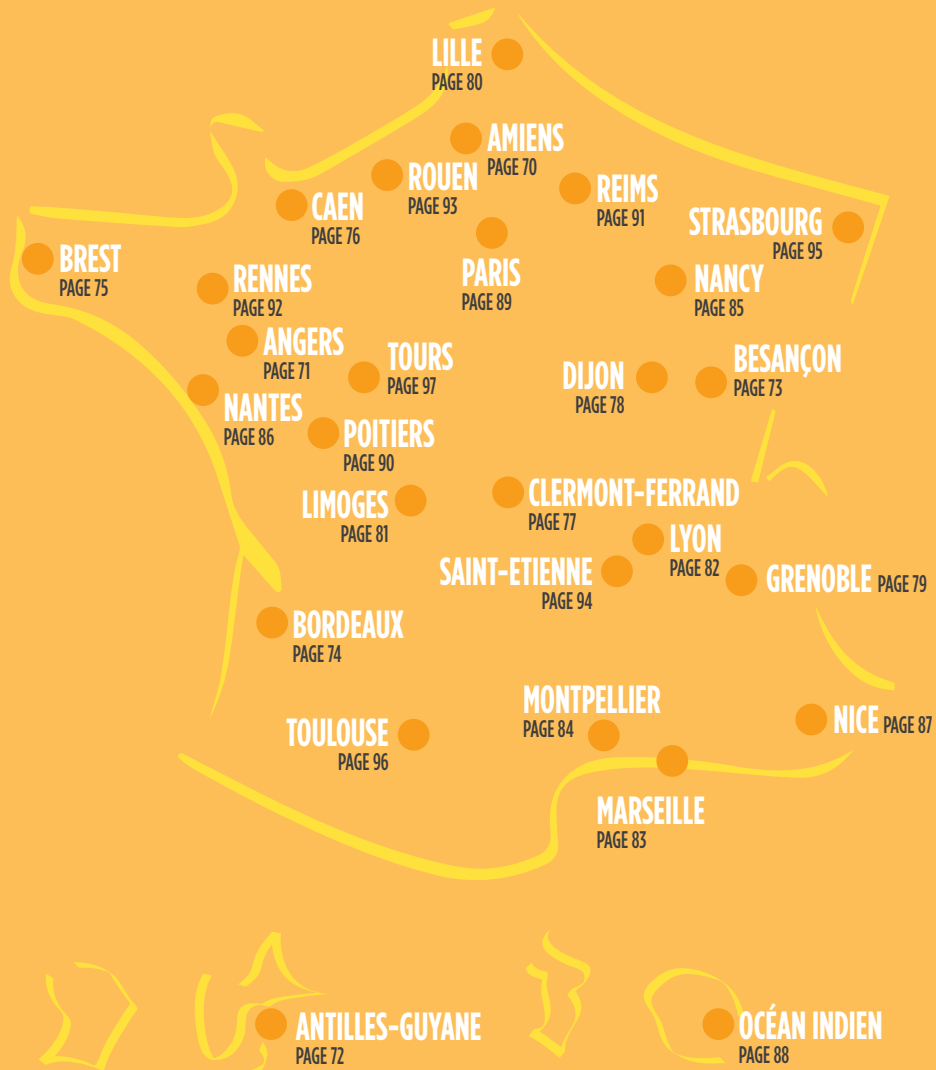 LILLE
PAGE 80
AMIENS
PAGE 70
ROUEN
PAGE 93
REIMS
PAGE 91
CAEN
PAGE 76
STRASBOURG
PAGE 95
BREST
PAGE 75
PARIS
PAGE 89
RENNES
PAGE 92
NANCY
PAGE 85
ANGERS
PAGE 71
TOURS
PAGE 97
BESANÇON
PAGE 73
DIJON
PAGE 78
NANTES
PAGE 86
POITIERS
PAGE 90
LIMOGES
PAGE 81
CLERMONT-FERRAND
PAGE 77
LYON
PAGE 82
SAINT-ETIENNE
PAGE 94
GRENOBLE PAGE 79
BORDEAUX
PAGE 74
MONTPELLIER
PAGE 84
NICE PAGE 87
TOULOUSE
PAGE 96
MARSEILLE
PAGE 83
ANTILLES-GUYANE
PAGE 72
OCÉAN INDIEN
PAGE 88